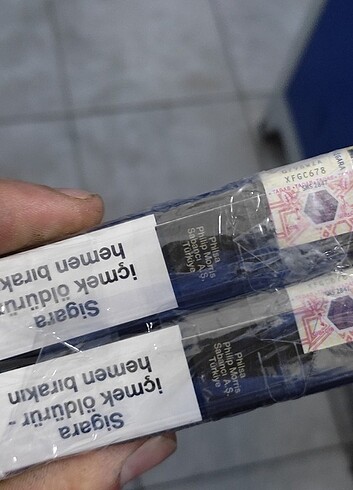 XFGC678
Philsa
Philip Morris
Sabancı A.Ş.
Türkiye
Sigara
içmek öldürür
hemen bırakı
Philsa
Philip Morris
Sabancı A.Ş.
Türkiye
Sigara
içmek öldürür -
hemen bırakın